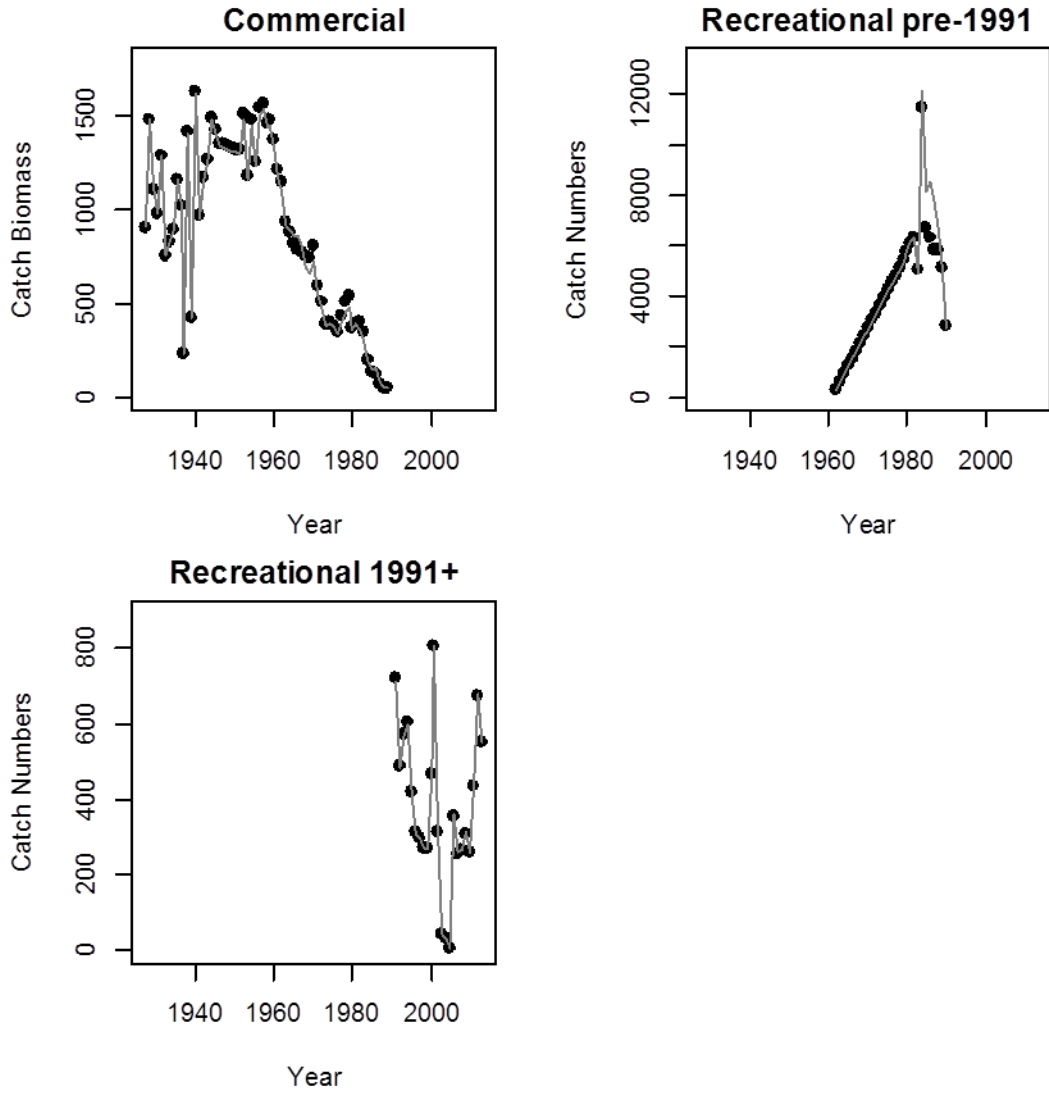 Commercial
Catch Biomass
1500
1000
500
0
1940 1960 1980 2000
Year
Recreational pre-1991
Catch Numbers
12000
8000
4000
0
1940 1960 1980 2000
Year
Recreational 1991+
Catch Numbers
800
600
400
200
0
1940 1960 1980 2000
Year